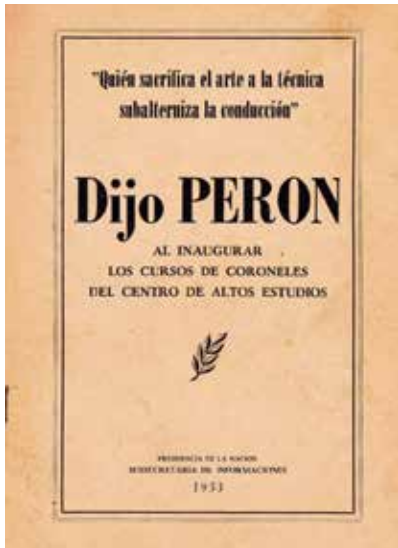 "Quién sacrifica el arte a la técnica
subalterniza la conducción"
Dijo PERON
AL INAUGURAR
LOS CURSOS DE CORONELES
DEL CENTRO DE ALTOS ESTUDIOS
PRESIDENCIA DE LA NACION
SUBSECRETARIA DE INFORMACIONES
1953